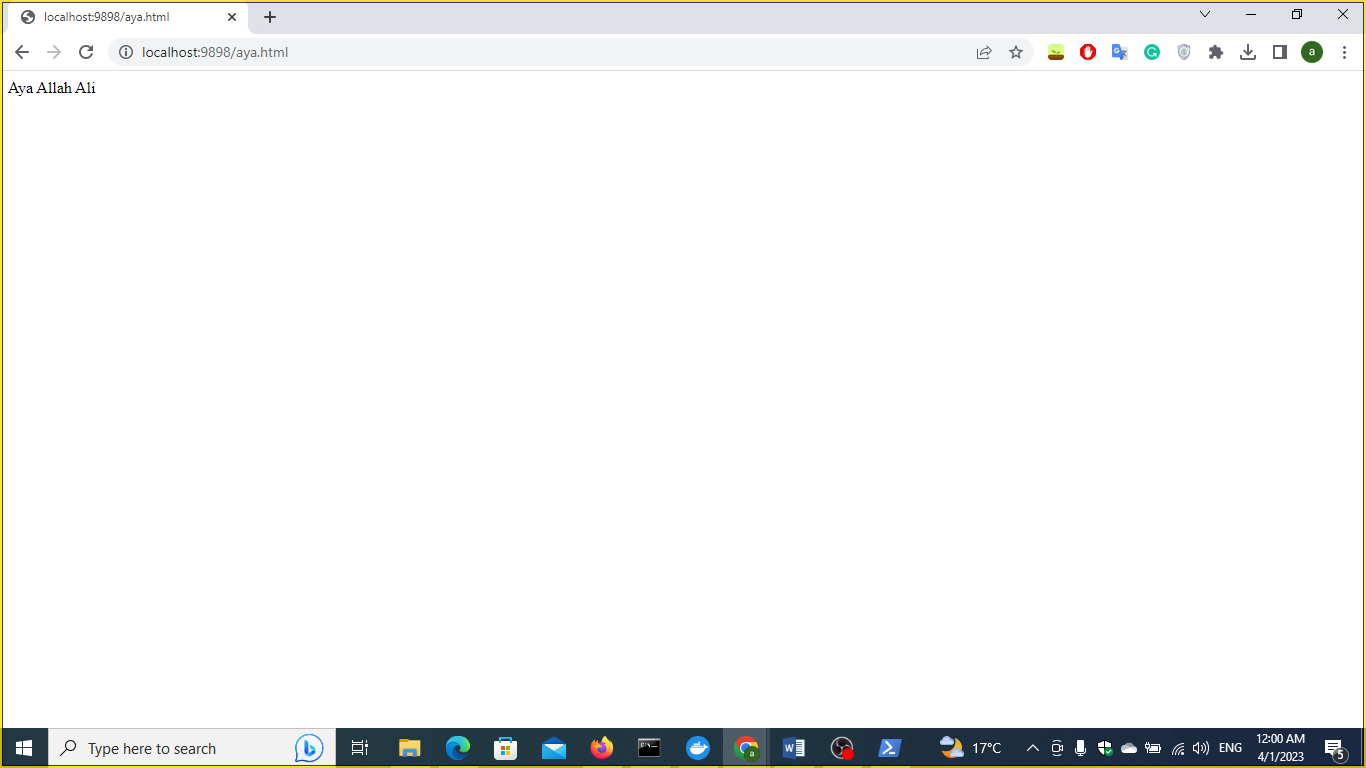 localhost:9898/aya.html
localhost:9898/aya.html
a
Aya Allah Ali
Type here to search
17°C
ENG
12:00 AM
4/1/2023
5